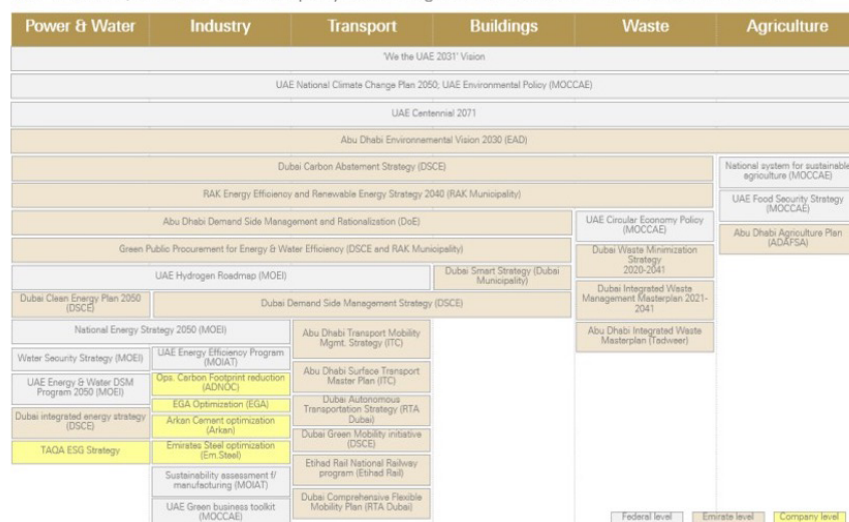 Power & Water
Industry
Transport
Buildings
Waste
Agriculture
'We the UAE 2031' Vision
UAE National Climate Change Plan 2050; UAE Environmental Policy (MOCCAE)
UAE Centennial 2071
Abu Dhabi Environnemental Vision 2030 (EAD)
Dubai Carbon Abatement Strategy (DSCE)
National system for sustainable
agriculture (MOCCAE)
RAK Energy Efficiency and Renewable Energy Strategy 2040 (RAK Municipality)
UAE Food Security Strategy
(MOCCAE)
Abu Dhabi Demand Side Management and Rationalization (DoE)
UAE Circular Economy Policy
(MOCCAE)
Abu Dhabi Agriculture Plan
(ADAFSA)
Green Public Procurement for Energy & Water Efficiency (DSCE and RAK Municipality)
Dubai Waste Minimization
Strategy
2020-2041
UAE Hydrogen Roadmap (MOEI)
Dubai Smart Strategy (Dubai
Municipality)
Dubai Integrated Waste
Management Masterplan 2021-
2041
Dubai Clean Energy Plan 2050
(DSCE)
Dubai Demand Side Management Strategy (DSCE)
National Energy Strategy 2050 (MOEI)
Abu Dhabi Transport Mobility
Mgmt. Strategy (ITC)
Abu Dhabi Integrated Waste
Masterplan (Tadweer)
Water Security Strategy (MOEI)
UAE Energy Efficiency Program
(MOIAT)
Abu Dhabi Surface Transport
Master Plan (ITC)
UAE Energy & Water DSM
Program 2050 (MOEI)
Ops. Carbon Footprint reduction
(ADNOC)
EGA Optimization (EGA)
Dubai Autonomous
Transportation Strategy (RTA
Dubai)
Dubai integrated energy strategy
(DSCE)
Arkan Cement optimization
(Arkan)
Dubai Green Mobility initiative
(DSCE)
TAQA ESG Strategy
Emirates Steel optimization
(Em.Steel)
Etihad Rail National Railway
program (Etihad Rail)
Sustainability assessment f/
manufacturing (MOIAT)
Dubai Comprehensive Flexible
Mobility Plan (RTA Dubai)
UAE Green business toolkit
(MOCCAE)
Federal level
Emirate level
Company level